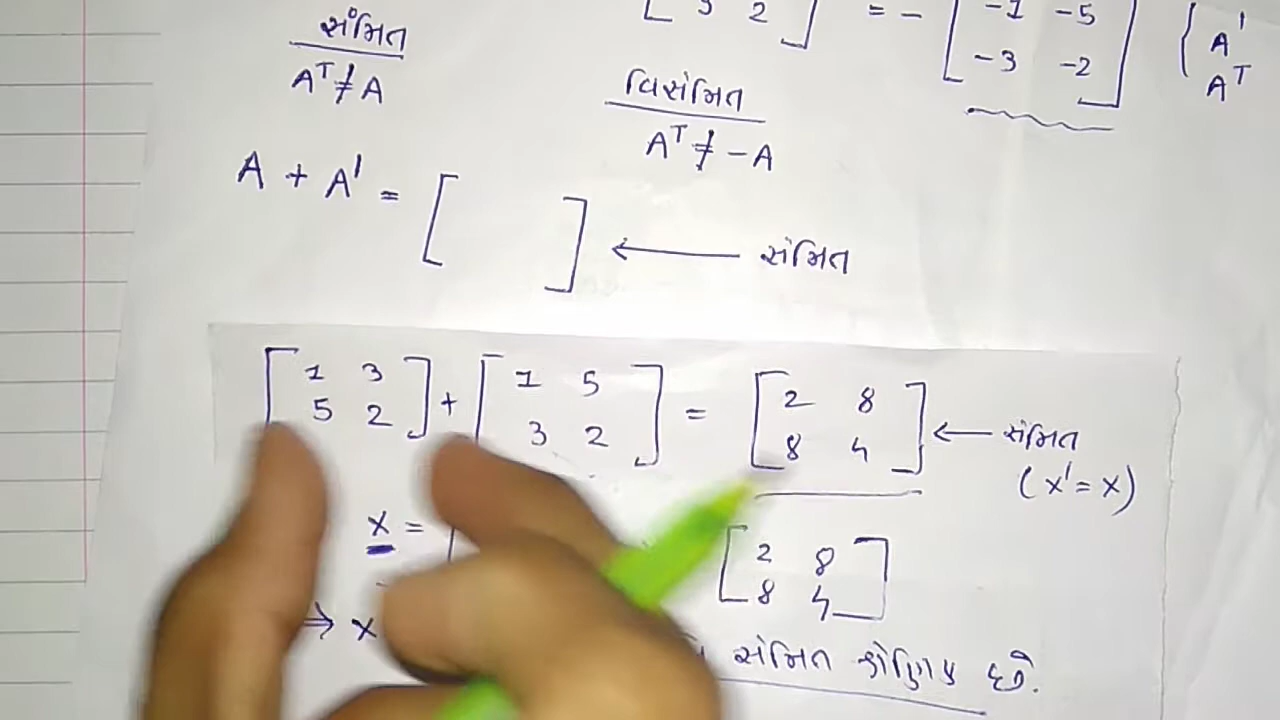 સંમિત
A^T ≠ A
[ 3 2 ] = - [ -1 -5
-3 -2 ]
{ A'
A^T
વિસંમિત
A^T ≠ -A
A + A' = [ ] ← સંમિત
[ 1 3
5 2 ] + [ 1 5
3 2 ] = [ 2 8
8 4 ] ← સંમિત
(x' = x)
x = [
[ 2 8
8 4 ]
⇒ x
સંમિત શ્રેણિક છે.